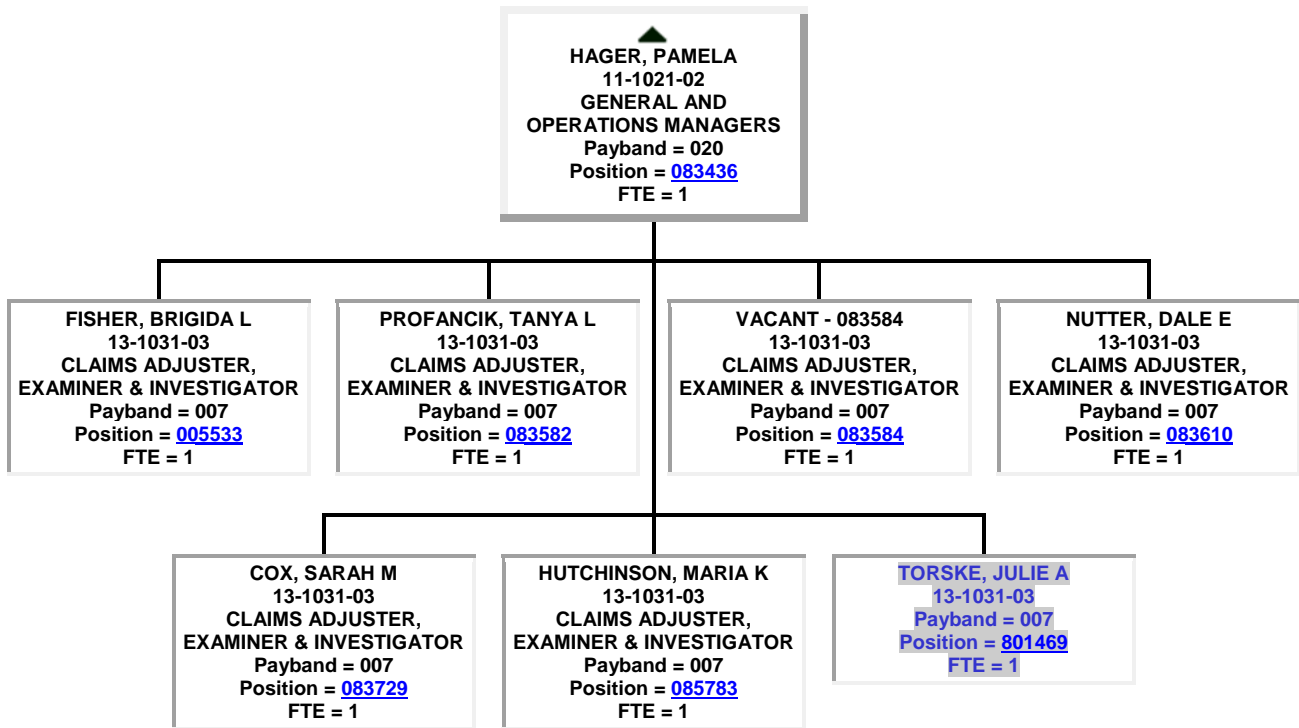 HAGER, PAMELA
11-1021-02
GENERAL AND
OPERATIONS MANAGERS
Payband = 020
Position = 083436
FTE = 1
FISHER, BRIGIDA L
13-1031-03
CLAIMS ADJUSTER,
EXAMINER & INVESTIGATOR
Payband = 007
Position = 005533
FTE = 1
PROFANCIK, TANYA L
13-1031-03
CLAIMS ADJUSTER,
EXAMINER & INVESTIGATOR
Payband = 007
Position = 083582
FTE = 1
VACANT - 083584
13-1031-03
CLAIMS ADJUSTER,
EXAMINER & INVESTIGATOR
Payband = 007
Position = 083584
FTE = 1
NUTTER, DALE E
13-1031-03
CLAIMS ADJUSTER,
EXAMINER & INVESTIGATOR
Payband = 007
Position = 083610
FTE = 1
COX, SARAH M
13-1031-03
CLAIMS ADJUSTER,
EXAMINER & INVESTIGATOR
Payband = 007
Position = 083729
FTE = 1
HUTCHINSON, MARIA K
13-1031-03
CLAIMS ADJUSTER,
EXAMINER & INVESTIGATOR
Payband = 007
Position = 085783
FTE = 1
TORSKE, JULIE A
13-1031-03
Payband = 007
Position = 801469
FTE = 1